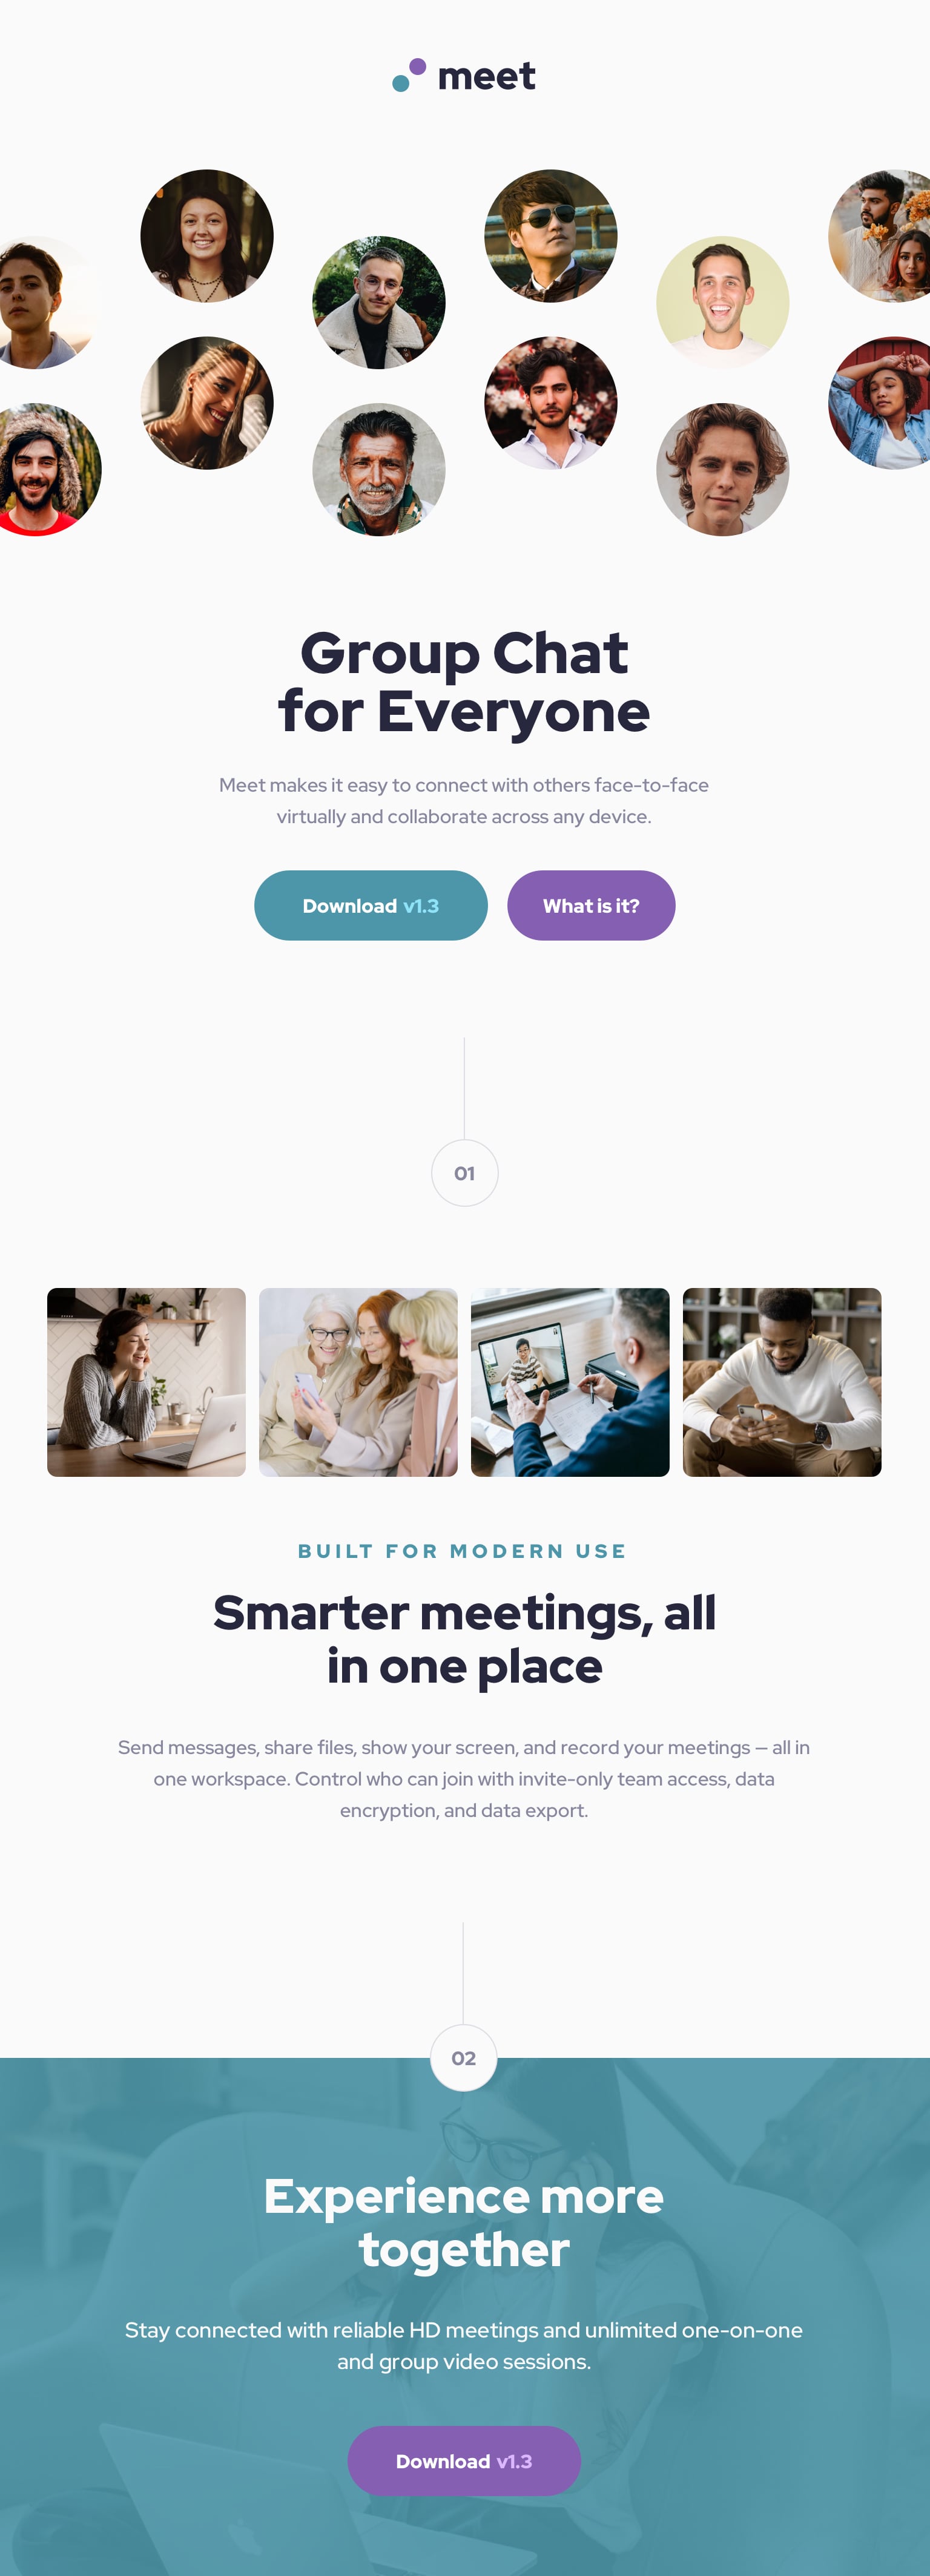 meet
Group Chat
for Everyone
Meet makes it easy to connect with others face-to-face
virtually and collaborate across any device.
Download v1.3
What is it?
01
BUILT FOR MODERN USE
Smarter meetings, all
in one place
Send messages, share files, show your screen, and record your meetings — all in
one workspace. Control who can join with invite-only team access, data
encryption, and data export.
02
Experience more
together
Stay connected with reliable HD meetings and unlimited one-on-one
and group video sessions.
Download v1.3